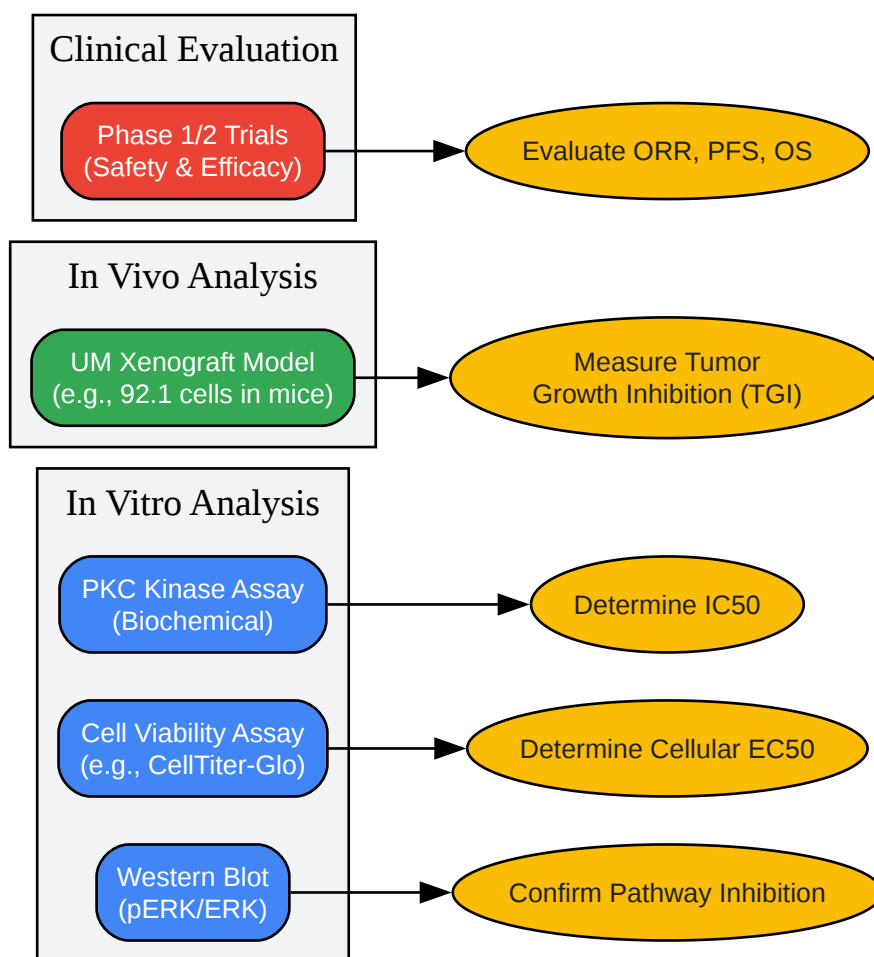 Clinical Evaluation
Phase 1/2 Trials
(Safety & Efficacy)
Evaluate ORR, PFS, OS
In Vivo Analysis
UM Xenograft Model
(e.g., 92.1 cells in mice)
Measure Tumor
Growth Inhibition (TGI)
In Vitro Analysis
PKC Kinase Assay
(Biochemical)
Determine IC50
Cell Viability Assay
(e.g., CellTiter-Glo)
Determine Cellular EC50
Western Blot
(pERK/ERK)
Confirm Pathway Inhibition